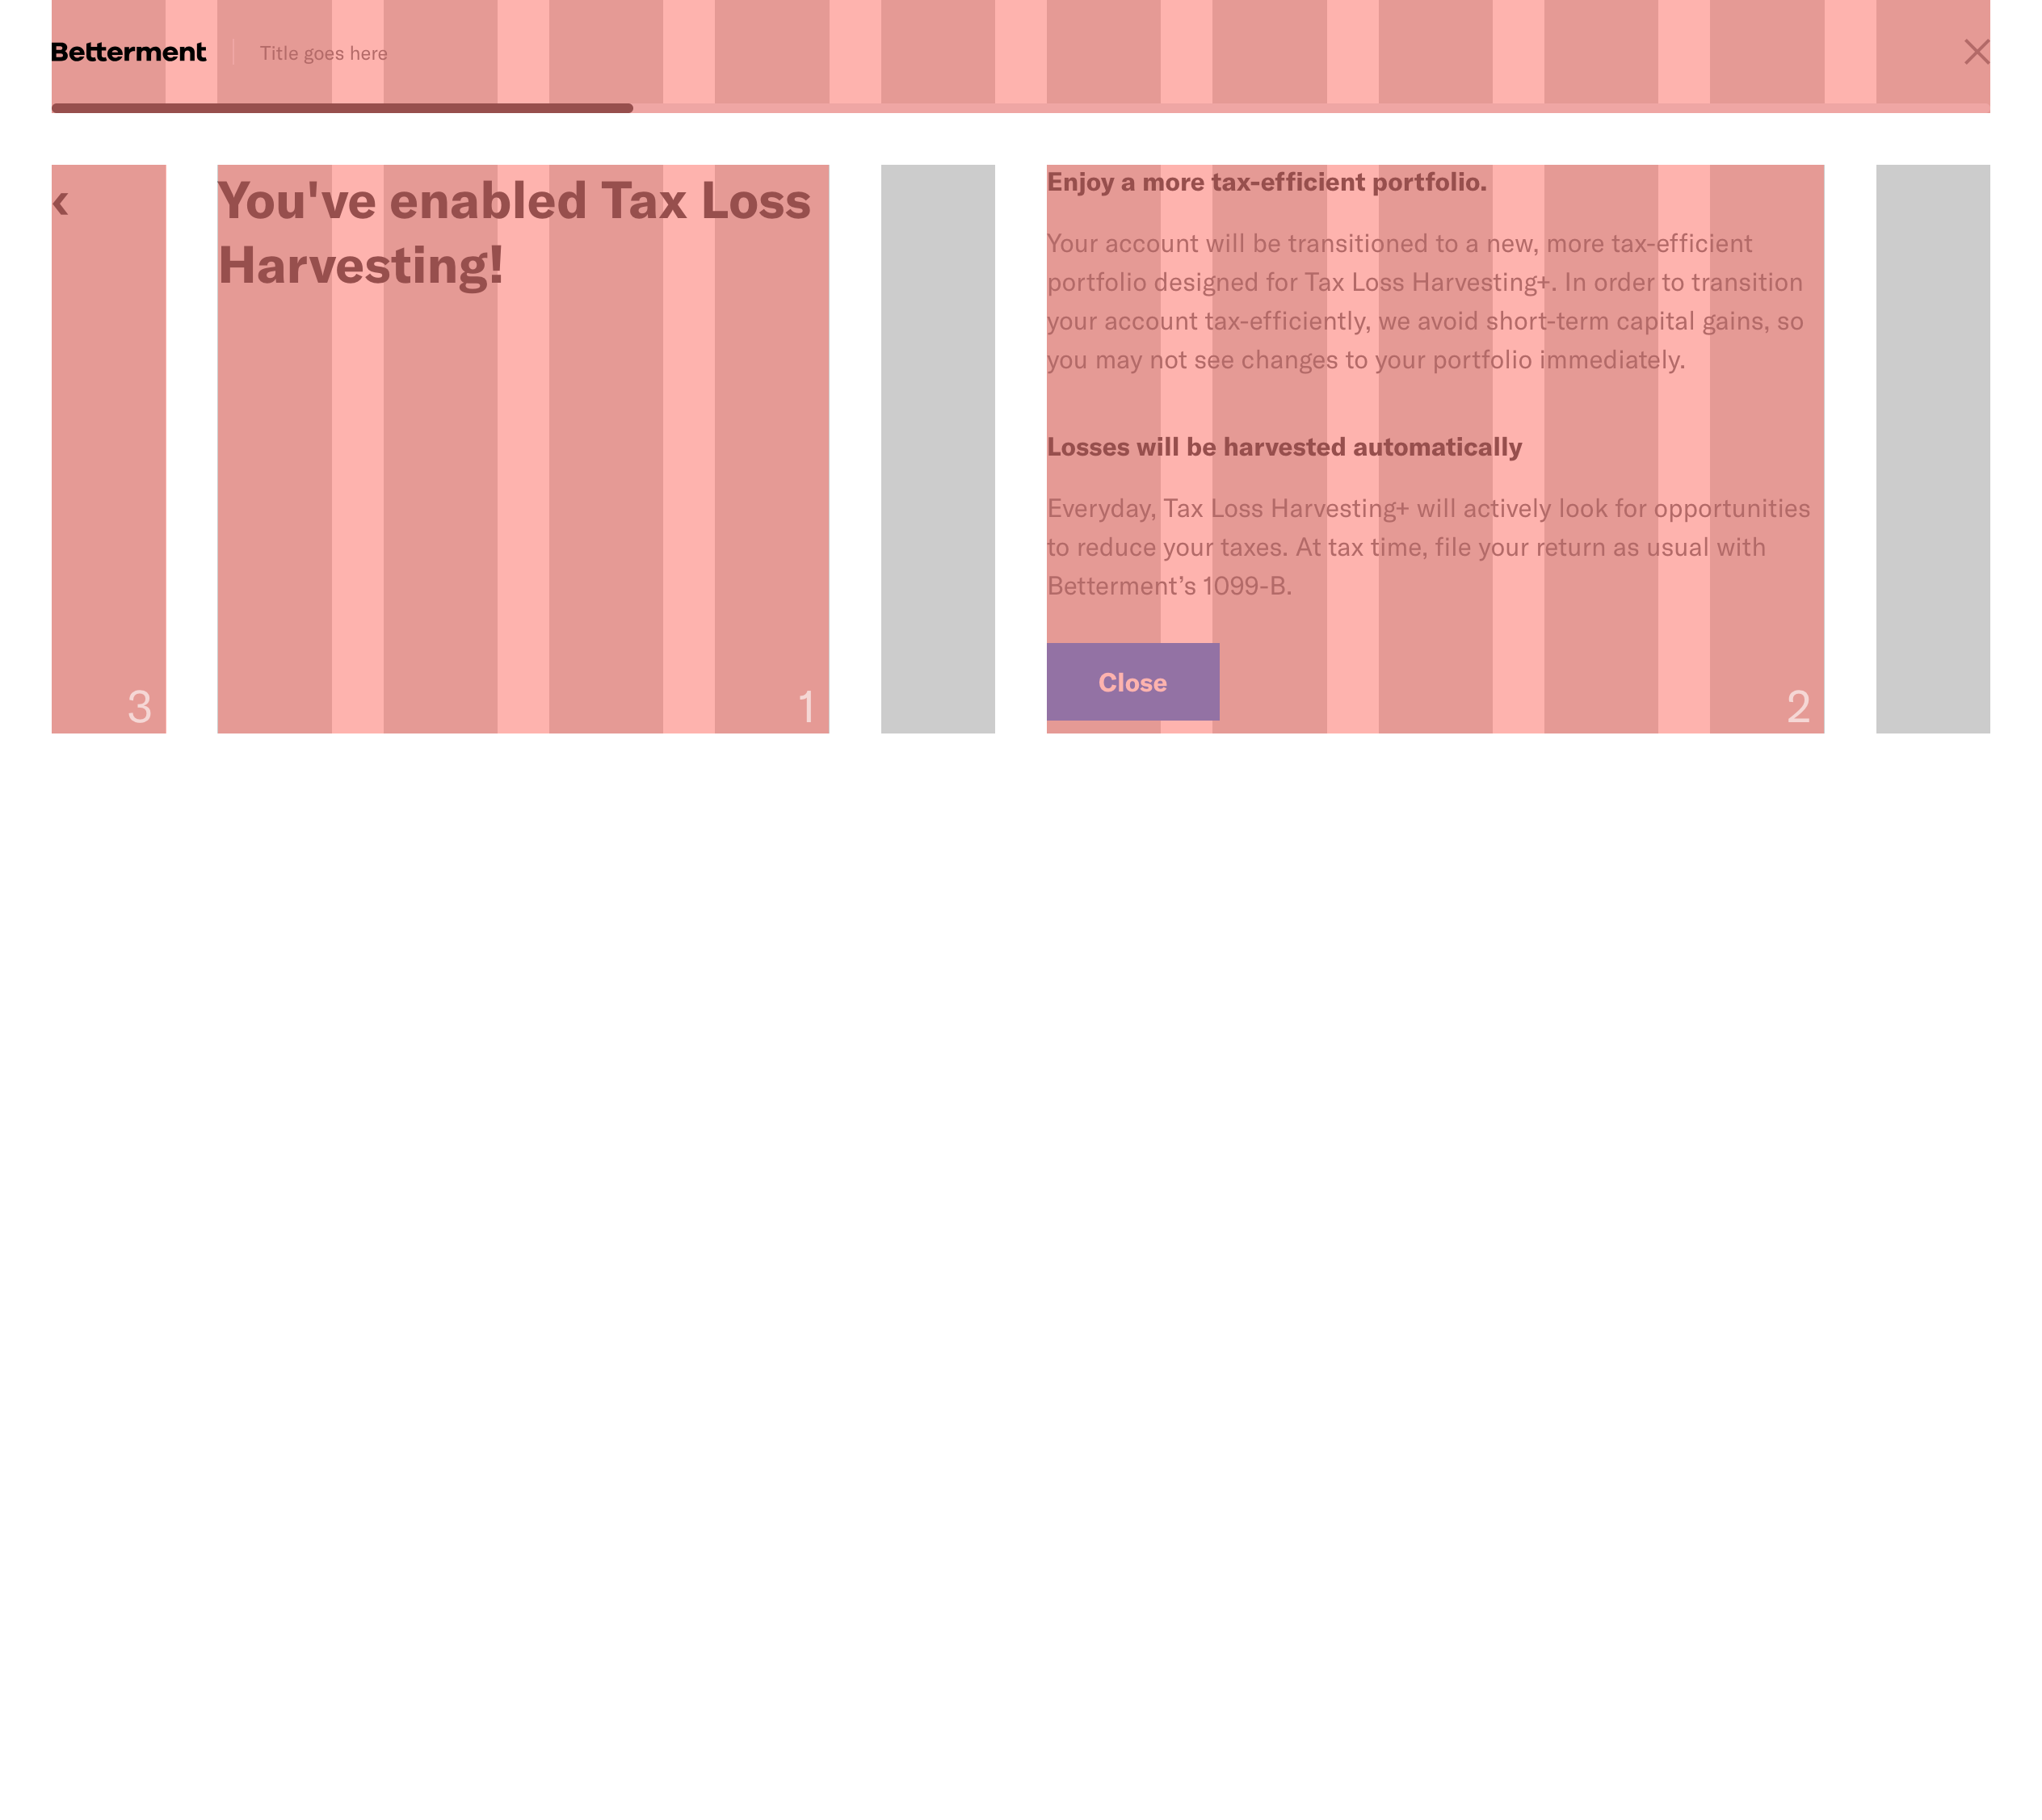 Betterment
Title goes here
‹
You've enabled Tax Loss
Harvesting!
3
1
Enjoy a more tax-efficient portfolio.
Your account will be transitioned to a new, more tax-efficient
portfolio designed for Tax Loss Harvesting+. In order to transition
your account tax-efficiently, we avoid short-term capital gains, so
you may not see changes to your portfolio immediately.
Losses will be harvested automatically
Everyday, Tax Loss Harvesting+ will actively look for opportunities
to reduce your taxes. At tax time, file your return as usual with
Betterment’s 1099-B.
Close
2